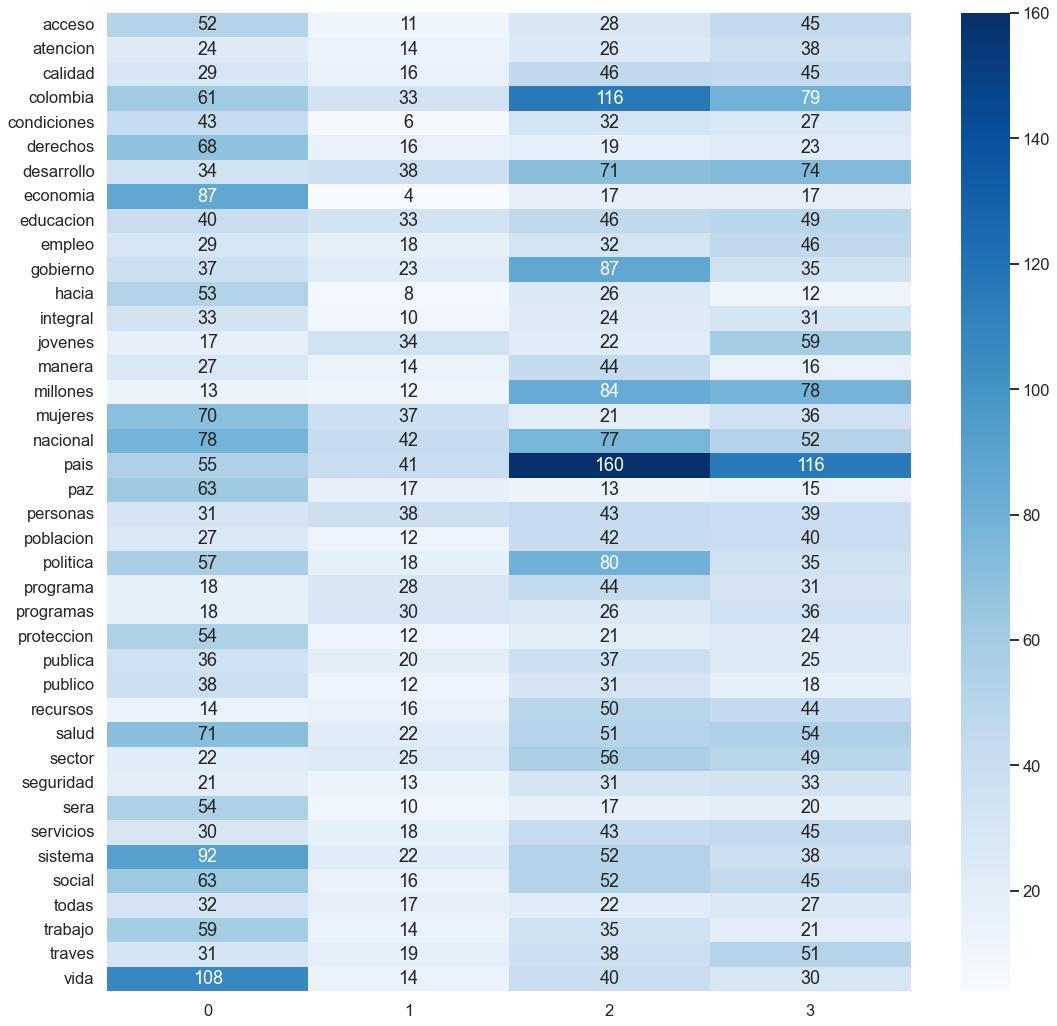 acceso 52 11 28 45
atencion 24 14 26 38
calidad 29 16 46 45
colombia 61 33 116 79
condiciones 43 6 32 27
derechos 68 16 19 23
desarrollo 34 38 71 74
economia 87 4 17 17
educacion 40 33 46 49
empleo 29 18 32 46
gobierno 37 23 87 35
hacia 53 8 26 12
integral 33 10 24 31
jovenes 17 34 22 59
manera 27 14 44 16
millones 13 12 84 78
mujeres 70 37 21 36
nacional 78 42 77 52
pais 55 41 160 116
paz 63 17 13 15
personas 31 38 43 39
poblacion 27 12 42 40
politica 57 18 80 35
programa 18 28 44 31
programas 18 30 26 36
proteccion 54 12 21 24
publica 36 20 37 25
publico 38 12 31 18
recursos 14 16 50 44
salud 71 22 51 54
sector 22 25 56 49
seguridad 21 13 31 33
sera 54 10 17 20
servicios 30 18 43 45
sistema 92 22 52 38
social 63 16 52 45
todas 32 17 22 27
trabajo 59 14 35 21
traves 31 19 38 51
vida 108 14 40 30
0 1 2 3
160
140
120
100
80
60
40
20